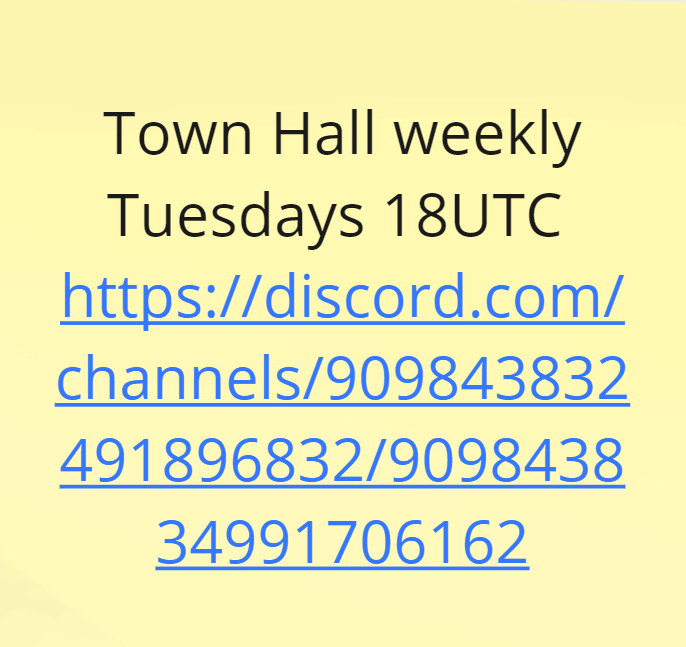 Town Hall weekly
Tuesdays 18UTC
https://discord.com/
channels/909843832
491896832/9098438
34991706162